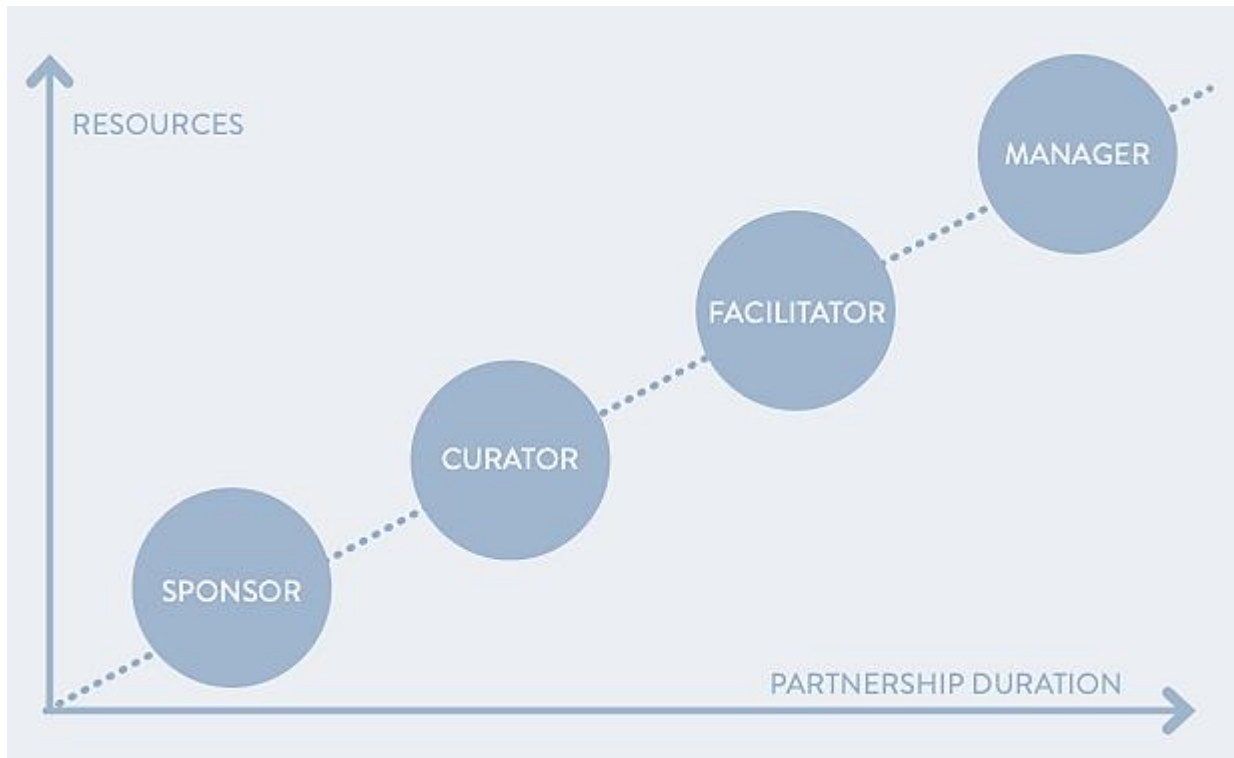 RESOURCES
MANAGER
FACILITATOR
CURATOR
SPONSOR
PARTNERSHIP DURATION